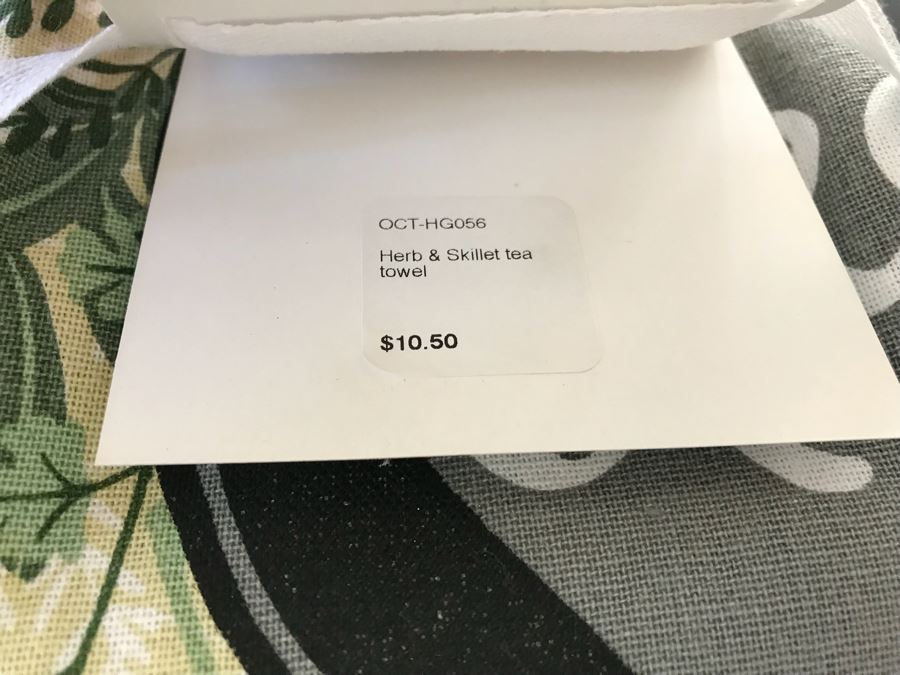 OCT-HG056
Herb & Skillet tea
towel
$10.50